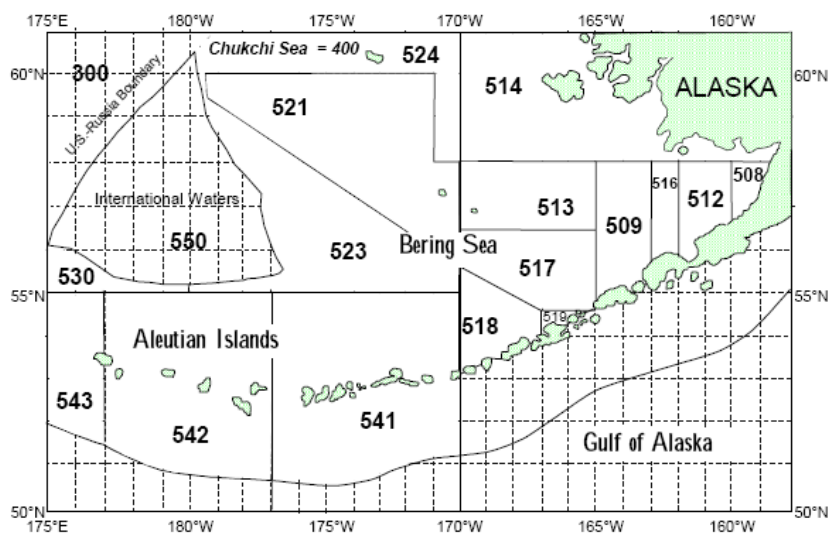 175°E 180°W 175°W 170°W 165°W 160°W
Chukchi Sea = 400
524
300
60°N
60°N
514
ALASKA
U.S.-Russia Boundary
521
508
516
512
International Waters
513
509
550
523
Bering Sea
517
530
55°N
55°N
519
518
Aleutian Islands
543
542
541
Gulf of Alaska
50°N
50°N
175°E 180°W 175°W 170°W 165°W 160°W